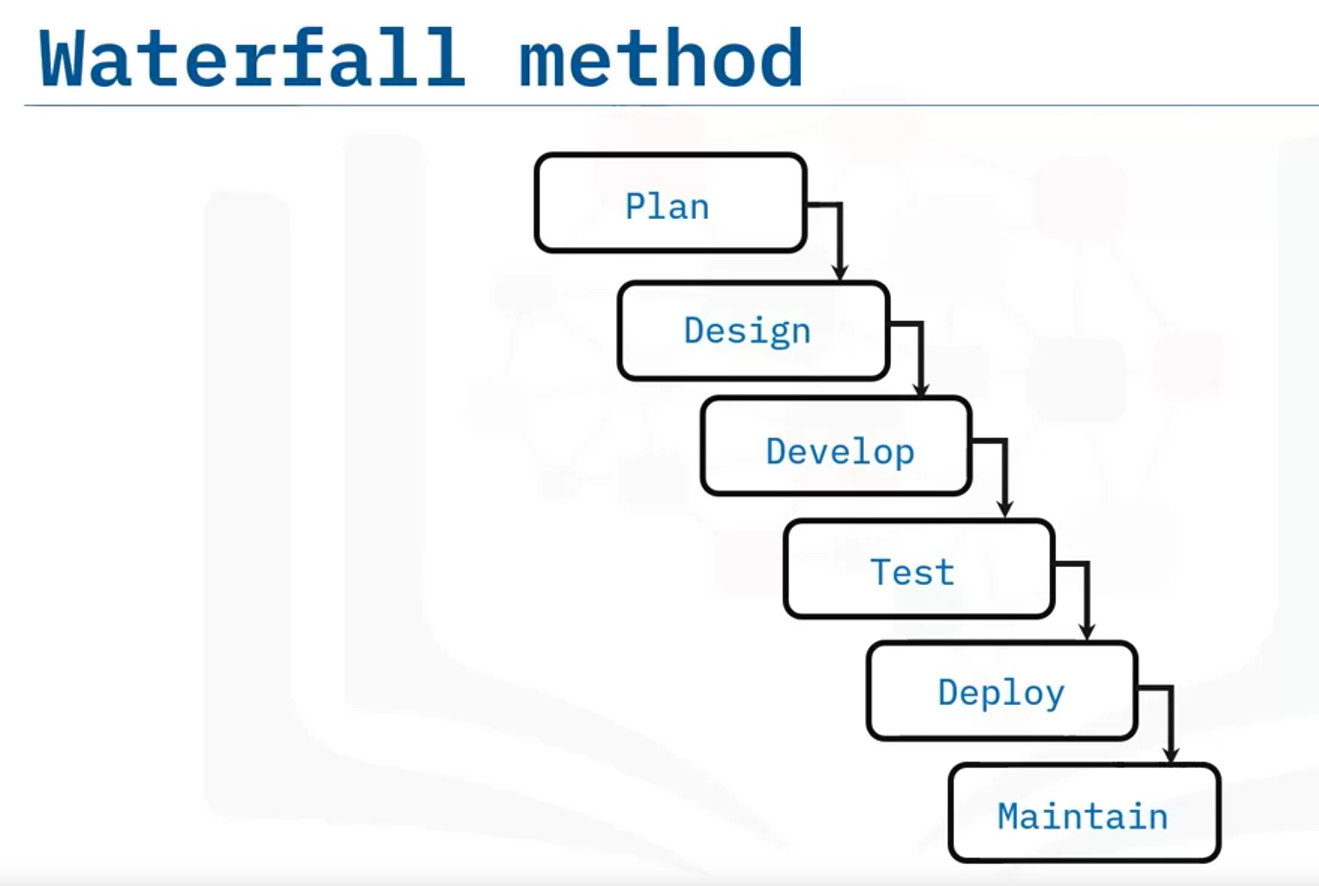 Waterfall method
Plan
Design
Develop
Test
Deploy
Maintain